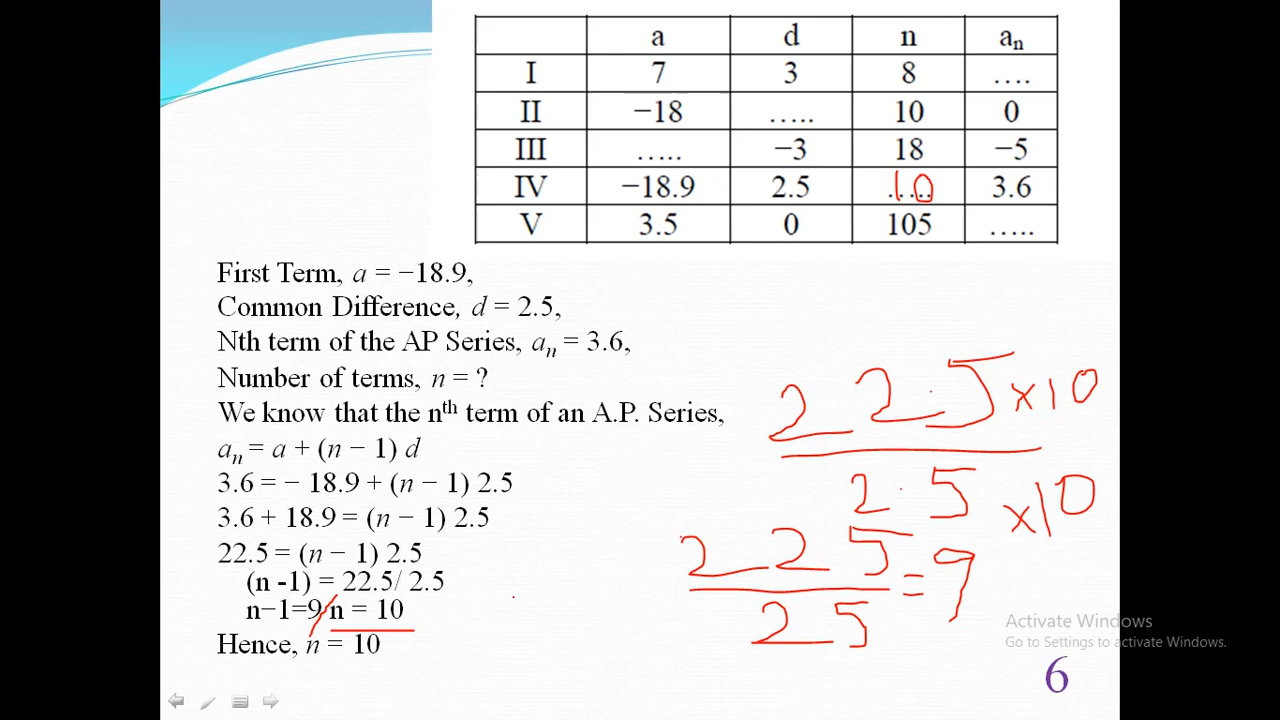 a d n aₙ
I 7 3 8 ....
II −18 ..... 10 0
III ..... −3 18 −5
IV −18.9 2.5 ..... 10 3.6
V 3.5 0 105 .....
First Term, a = −18.9,
Common Difference, d = 2.5,
Nth term of the AP Series, aₙ = 3.6,
Number of terms, n = ?
We know that the nᵗʰ term of an A.P. Series,
aₙ = a + (n − 1) d
3.6 = − 18.9 + (n − 1) 2.5
3.6 + 18.9 = (n − 1) 2.5
22.5 = (n − 1) 2.5
(n -1) = 22.5/ 2.5
n−1=9/n = 10
Hence, n = 10
22.5 ×10
2.5 ×10
225 = 9
25
Activate Windows
Go to Settings to activate Windows.
6